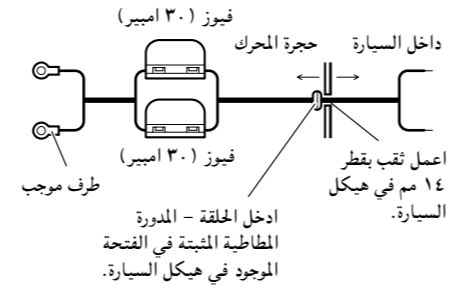 فيوز (٣٠ امبير)
داخل السيارة
حجرة المحرك
فيوز (٣٠ امبير)
طرف موجب
اعمل ثقب بقطر
١٤ مم في هيكل
السيارة.
ادخل الحلقة – المدورة
المطاطية المثبتة في الفتحة
الموجود في هيكل السيارة.